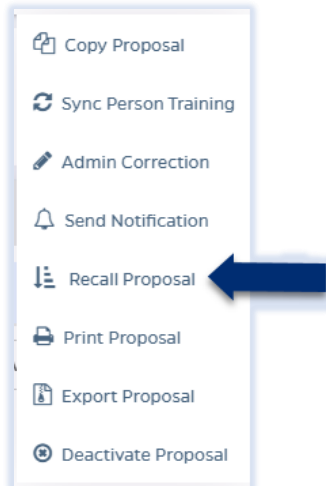 Copy Proposal
Sync Person Training
Admin Correction
Send Notification
Recall Proposal
Print Proposal
Export Proposal
Deactivate Proposal